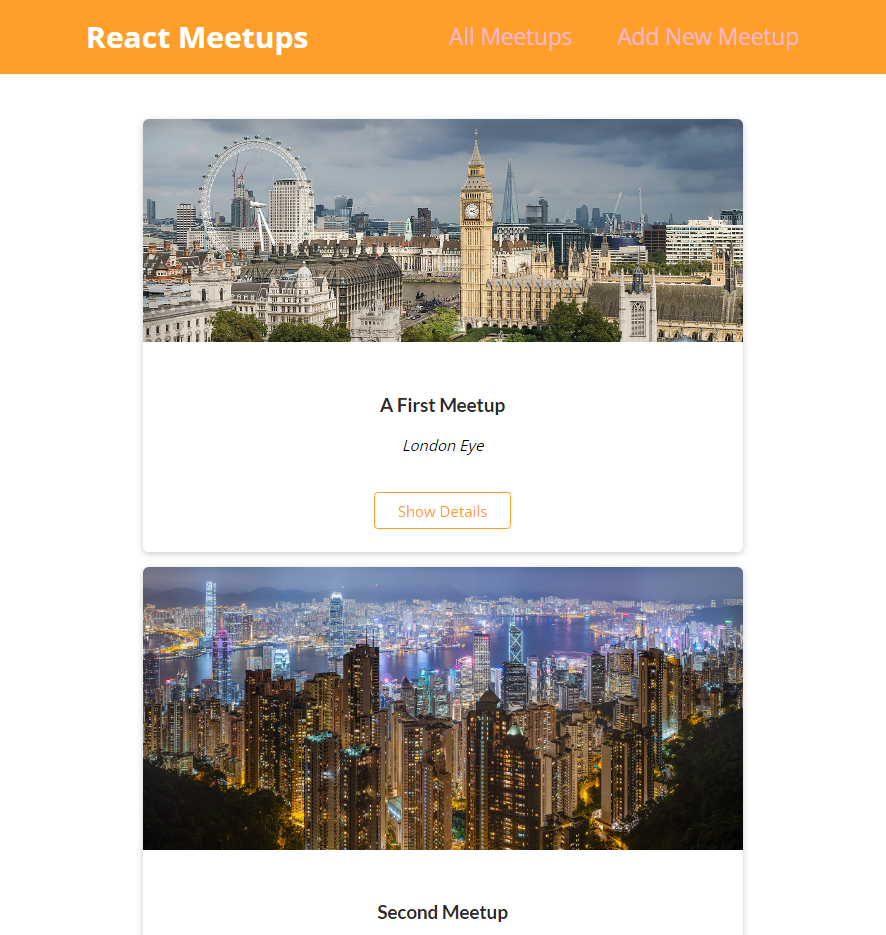 React Meetups
All Meetups
Add New Meetup
A First Meetup
London Eye
Show Details
Second Meetup